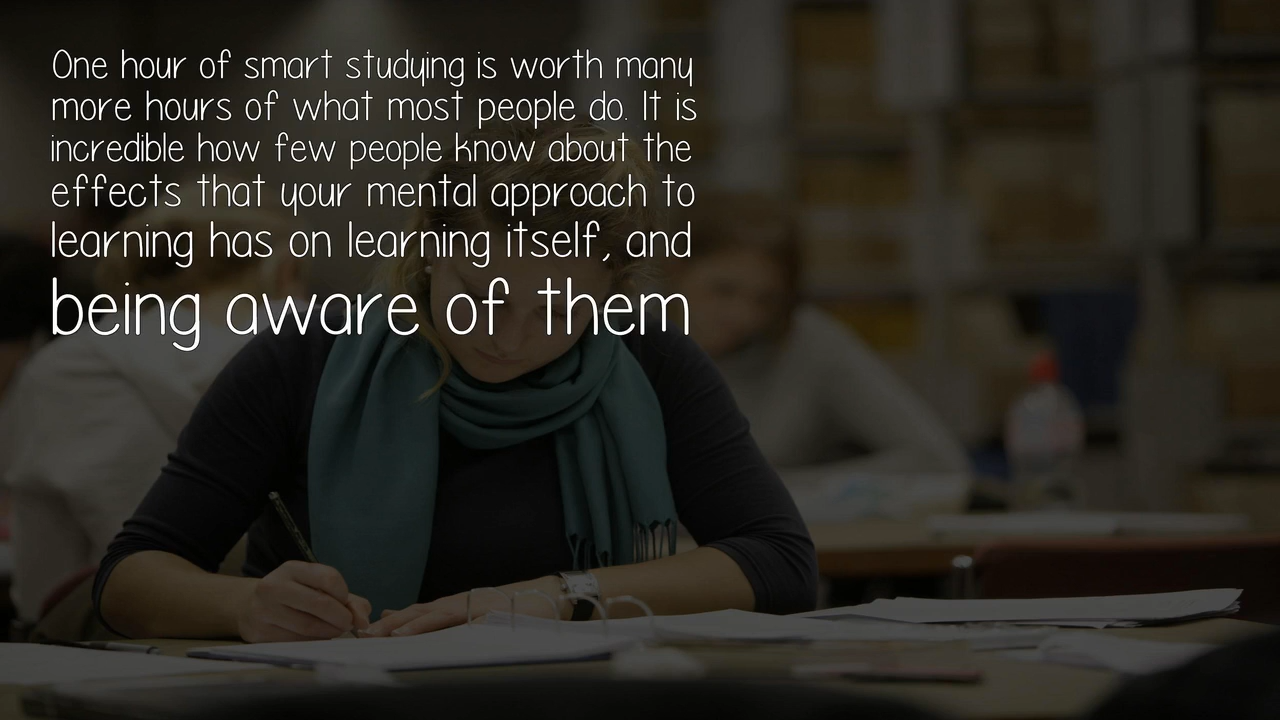 One hour of smart studying is worth many
more hours of what most people do. It is
incredible how few people know about the
effects that your mental approach to
learning has on learning itself, and
being aware of them